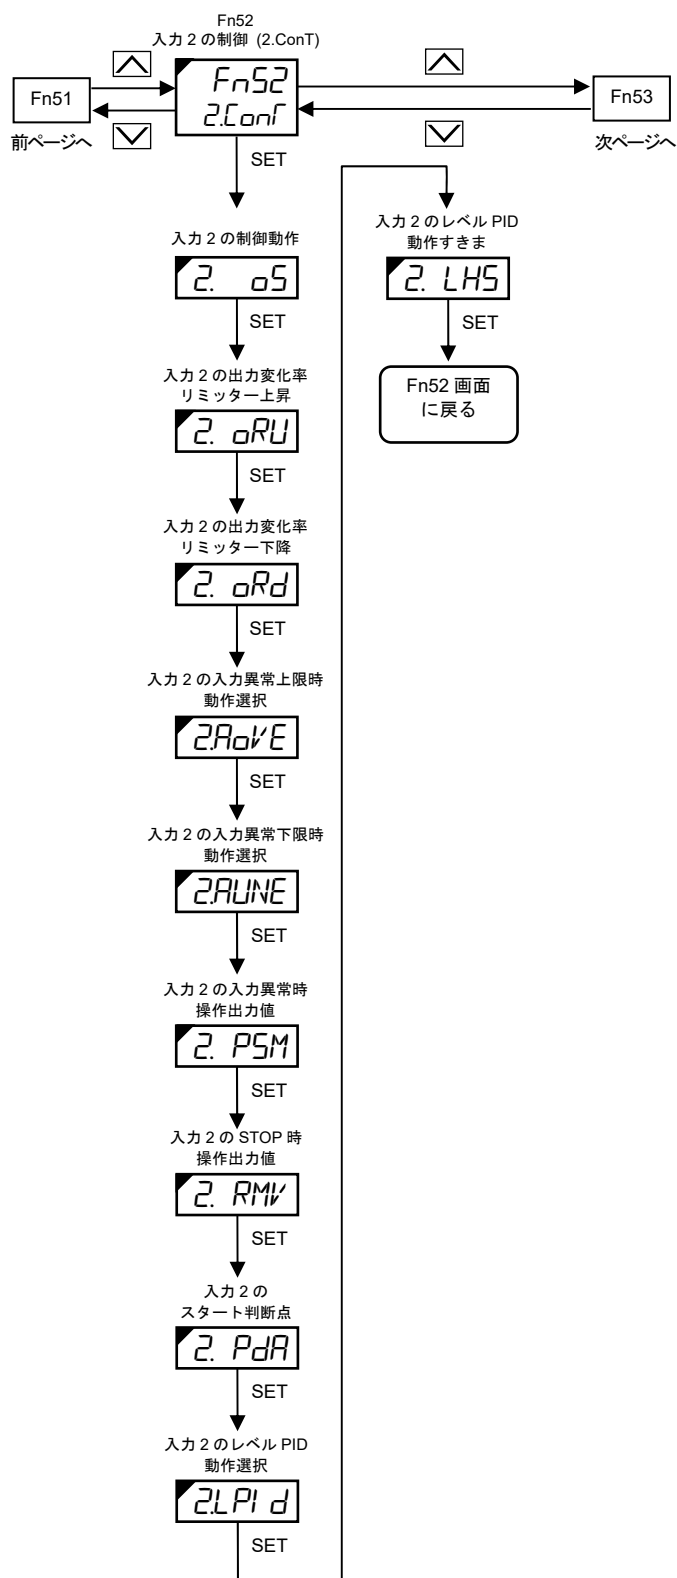 Fn52
入力2の制御 (2.ConT)
Fn51
Fn52
2.ConT
Fn53
前ページへ
次ページへ
SET
入力2の制御動作
2. oS
SET
入力2の出力変化率
リミッター上昇
2. oRU
SET
入力2の出力変化率
リミッター下降
2. oRd
SET
入力2の入力異常上限時
動作選択
2.AoVE
SET
入力2の入力異常下限時
動作選択
2.AUNE
SET
入力2の入力異常時
操作出力値
2. PSM
SET
入力2の STOP 時
操作出力値
2. RMV
SET
入力2の
スタート判断点
2. PdA
SET
入力2のレベル PID
動作選択
2.LPId
SET
入力2のレベル PID
動作すきま
2. LHS
SET
Fn52 画面
に戻る